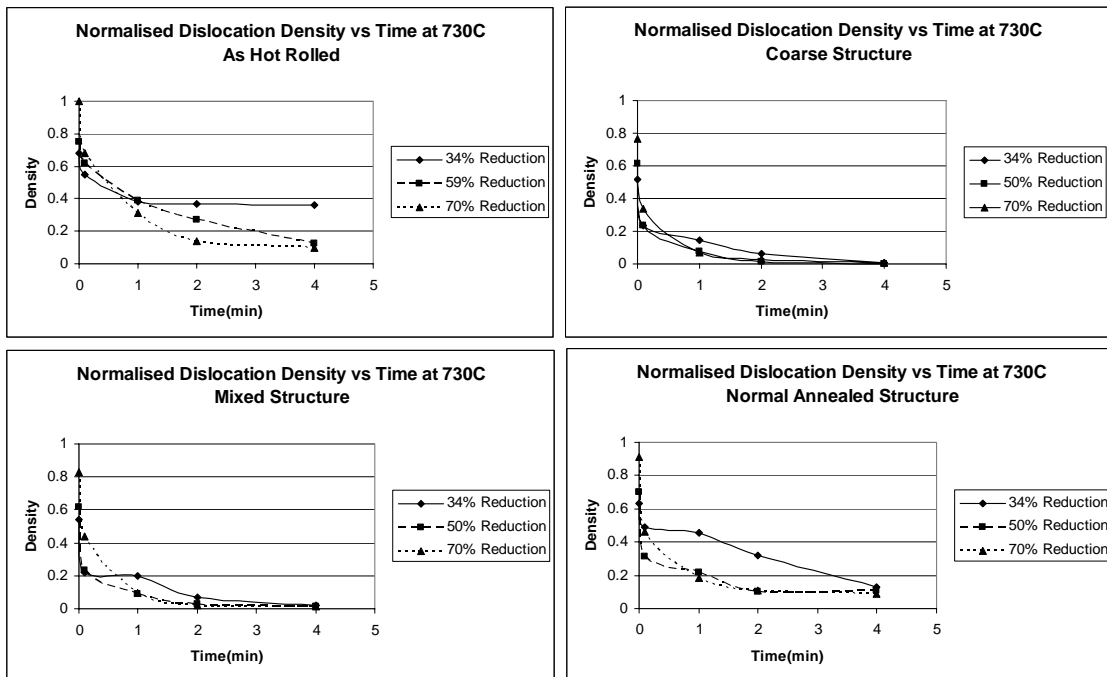 Normalised Dislocation Density vs Time at 730C
As Hot Rolled
1
0.8
0.6
0.4
0.2
0
Density
0 1 2 3 4 5
Time(min)
34% Reduction
59% Reduction
70% Reduction
Normalised Dislocation Density vs Time at 730C
Coarse Structure
1
0.8
0.6
0.4
0.2
0
Density
0 1 2 3 4 5
Time(min)
34% Reduction
50% Reduction
70% Reduction
Normalised Dislocation Density vs Time at 730C
Mixed Structure
1
0.8
0.6
0.4
0.2
0
Density
0 1 2 3 4 5
Time(min)
34% Reduction
50% Reduction
70% Reduction
Normalised Dislocation Density vs Time at 730C
Normal Annealed Structure
1
0.8
0.6
0.4
0.2
0
Density
0 1 2 3 4 5
Time(min)
34% Reduction
50% Reduction
70% Reduction